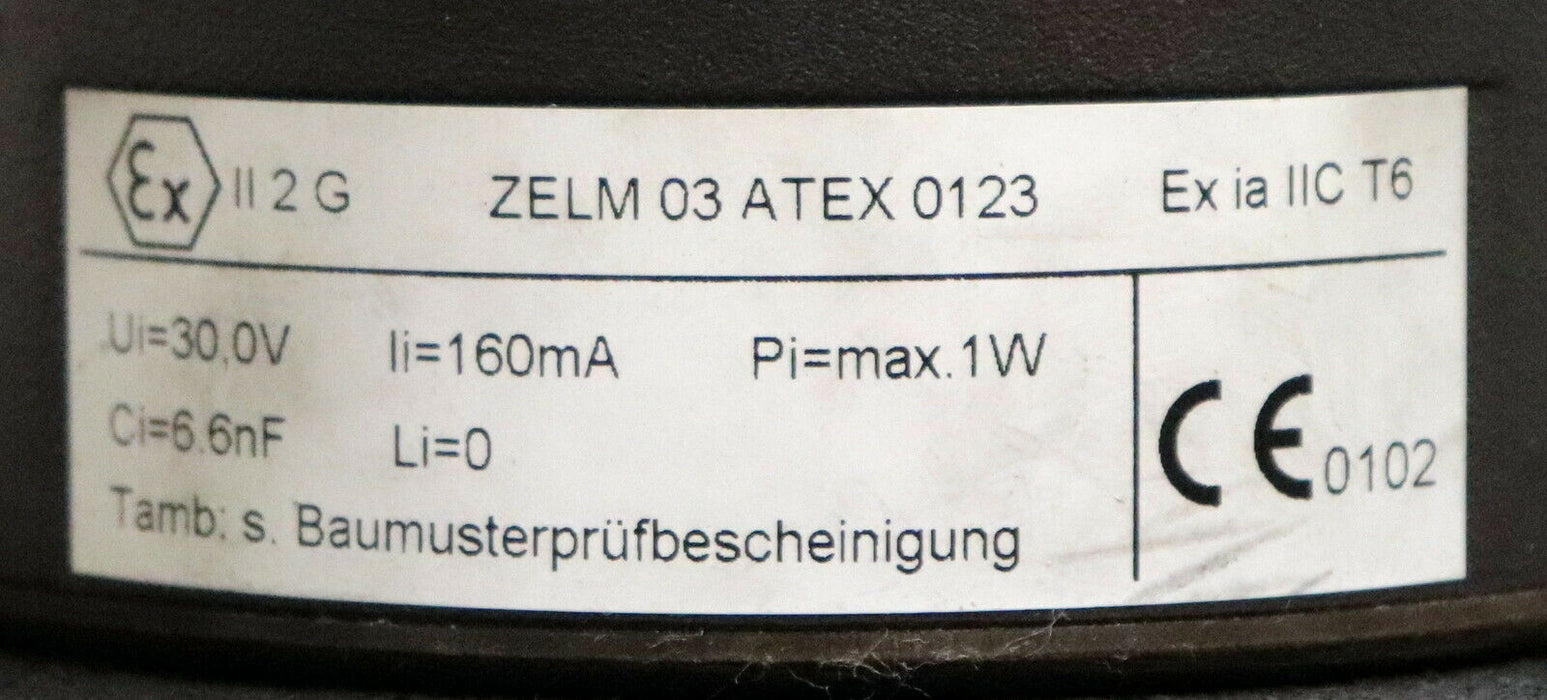 Ex II 2 G ZELM 03 ATEX 0123 Ex ia IIC T6
Ui=30,0V Ii=160mA Pi=max.1W
Ci=6.6nF Li=0
CE 0102
Tamb: s. Baumusterprüfbescheinigung